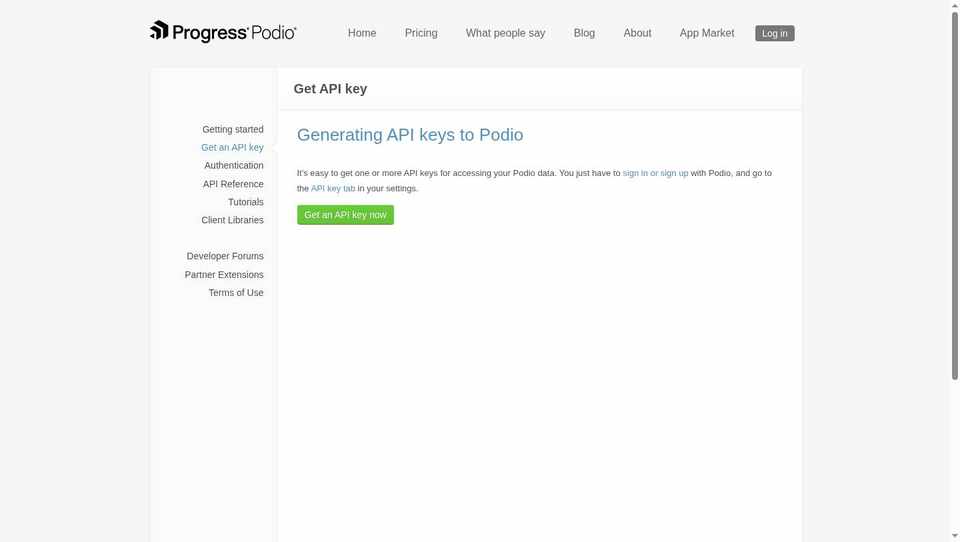 Progress Podio
Home
Pricing
What people say
Blog
About
App Market
Log in
Get API key
Getting started
Get an API key
Authentication
API Reference
Tutorials
Client Libraries
Developer Forums
Partner Extensions
Terms of Use
Generating API keys to Podio
It's easy to get one or more API keys for accessing your Podio data. You just have to sign in or sign up with Podio, and go to
the API key tab in your settings.
Get an API key now